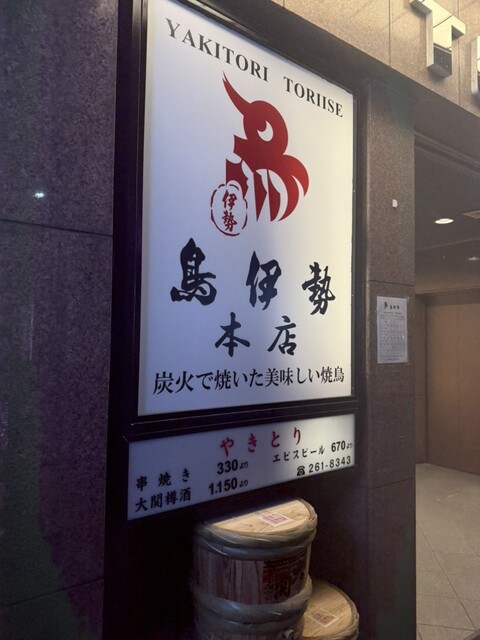 YAKITORI TORIISE
伊勢
鳥伊勢
本店
炭火で焼いた美味しい焼鳥
やきとり
串焼き 330より
ヱビスビール 670より
大関樽酒 1.150より
☎261-8343